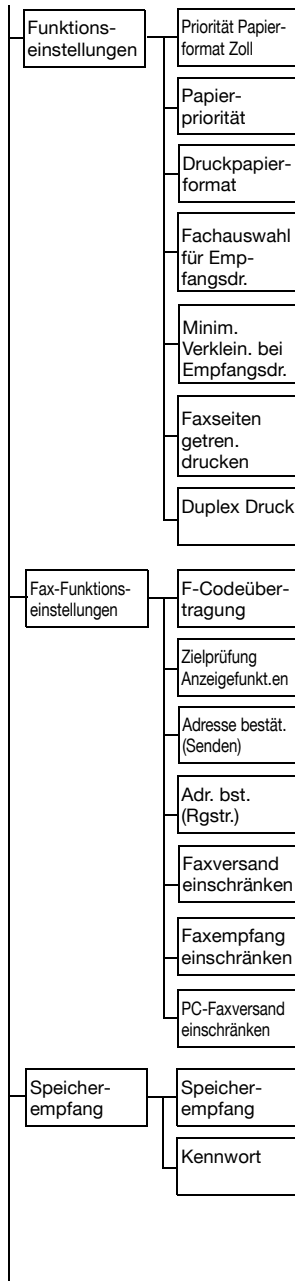 Funktions-
einstellungen
Priorität Papier-
format Zoll
Papier-
priorität
Druckpapier-
format
Fachauswahl
für Emp-
fangsdr.
Minim.
Verklein. bei
Empfangsdr.
Faxseiten
getren.
drucken
Duplex Druck
Fax-Funktions-
einstellungen
F-Codeüber-
tragung
Zielprüfung
Anzeigefunkt.en
Adresse bestät.
(Senden)
Adr. bst.
(Rgstr.)
Faxversand
einschränken
Faxempfang
einschränken
PC-Faxversand
einschränken
Speicher-
empfang
Speicher-
empfang
Kennwort